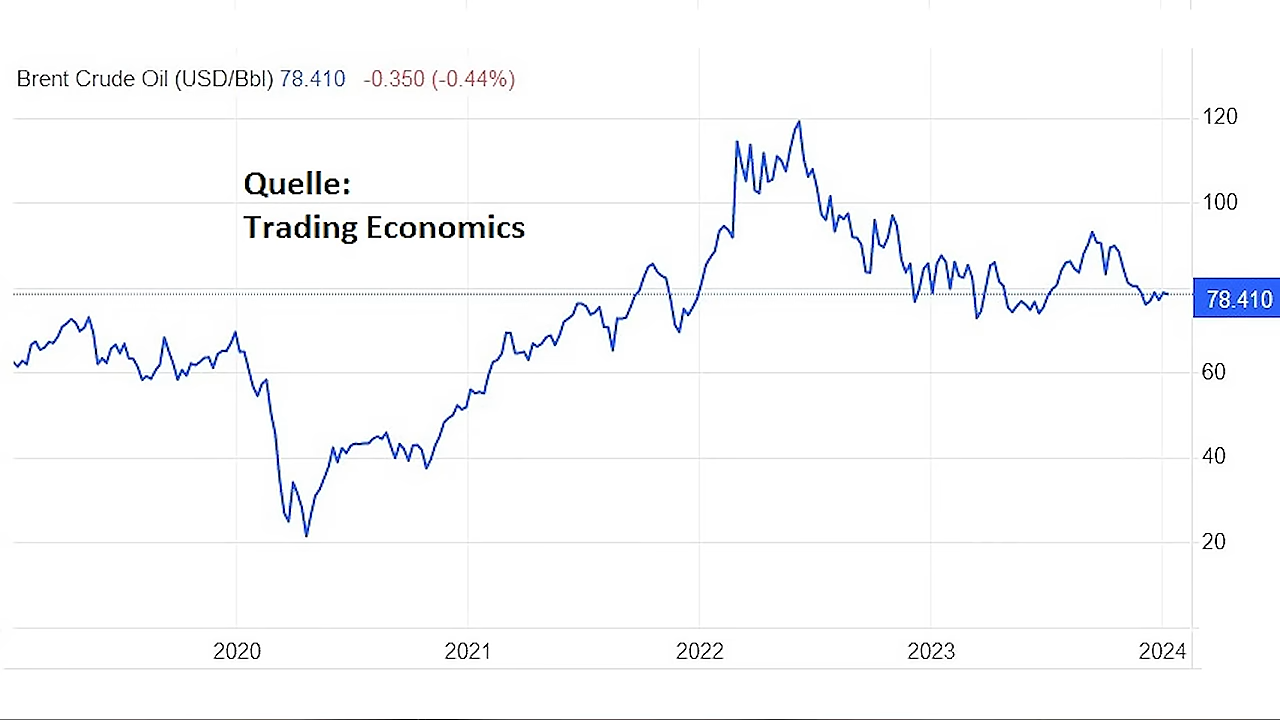 Brent Crude Oil (USD/Bbl) 78.410 -0.350 (-0.44%)
120
Quelle:
100
Trading Economics
78.410
60
40
20
2020 2021 2022 2023 2024